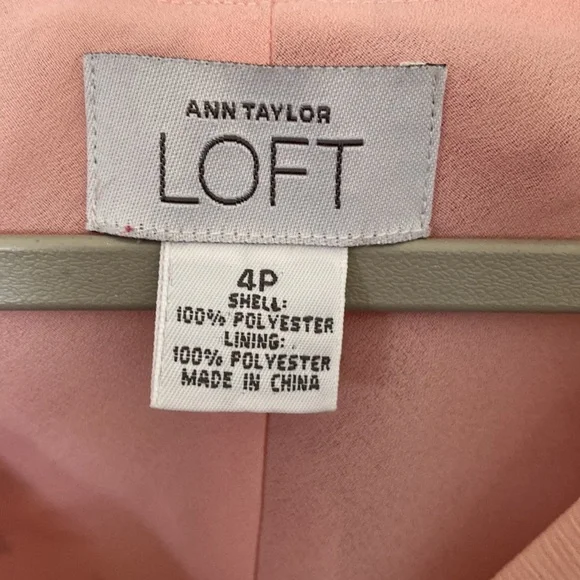 ANN TAYLOR
LOFT
4P
SHELL:
100% POLYESTER
LINING:
100% POLYESTER
MADE IN CHINA